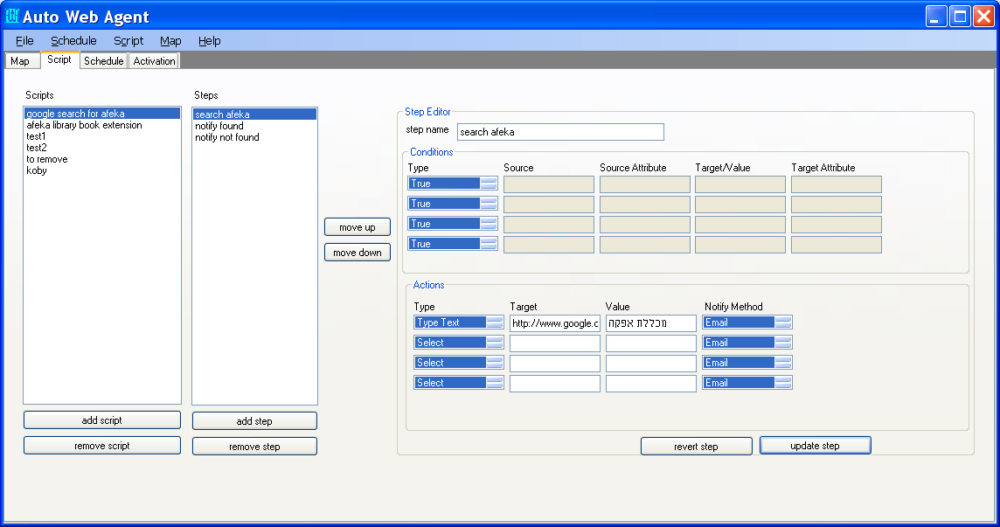 Auto Web Agent
File Schedule Script Map Help
Map Script Schedule Activation
Scripts
google search for afeka
afeka library book extension
test1
test2
to remove
koby
add script
remove script
Steps
search afeka
notify found
notify not found
add step
remove step
move up
move down
Step Editor
step name search afeka
Conditions
Type Source Source Attribute Target/Value Target Attribute
True
True
True
True
Actions
Type Target Value Notify Method
Type Text http://www.google.c מכללת אפקה Email
Select Email
Select Email
Select Email
revert step update step